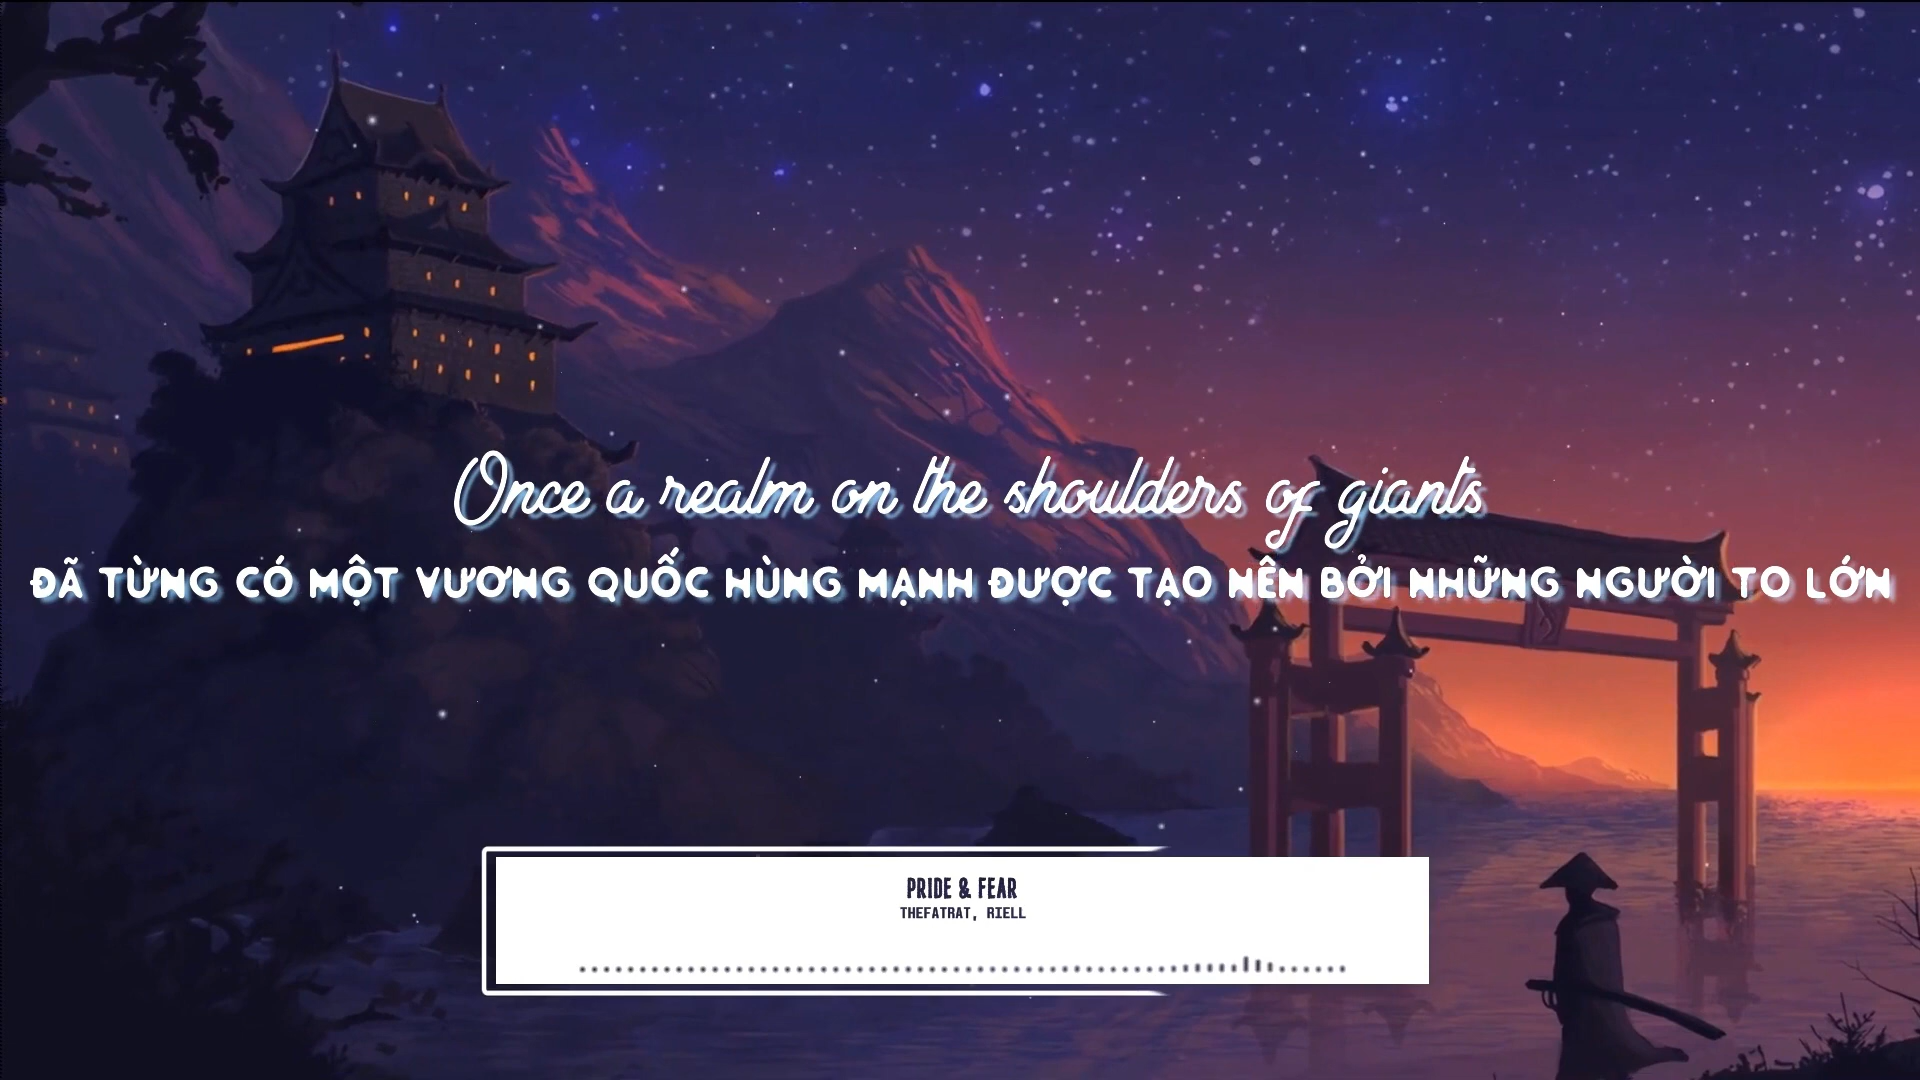 Once a realm on the shoulders of giants
ĐÃ TỪNG CÓ MỘT VƯƠNG QUỐC HÙNG MẠNH ĐƯỢC TẠO NÊN BỞI NHỮNG NGƯỜI TO LỚN
PRIDE & FEAR
THEFATRAT, RIELL